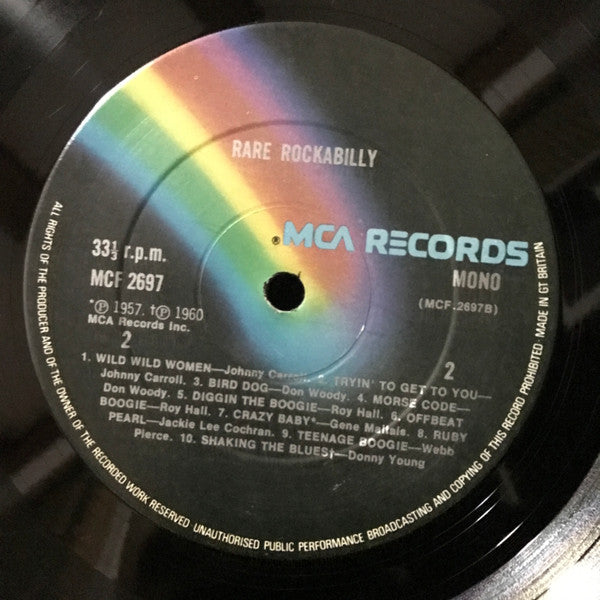 RARE ROCKABILLY
®MCA RECORDS
33⅓ r.p.m.
MCF 2697
MONO
(MCF.2697B)
*Ⓟ 1957. †Ⓟ 1960
MCA Records Inc.
2
2
1. WILD WILD WOMEN—Johnny Carroll. 2. TRYIN' TO GET TO YOU—
Johnny Carroll. 3. BIRD DOG—Don Woody. 4. MORSE CODE—
Don Woody. 5. DIGGIN THE BOOGIE—Roy Hall. 6. OFFBEAT
BOOGIE—Roy Hall. 7. CRAZY BABY*—Gene Maltais. 8. RUBY
PEARL—Jackie Lee Cochran. 9. TEENAGE BOOGIE—Webb
Pierce. 10. SHAKING THE BLUES†—Donny Young
ALL RIGHTS OF THE PRODUCER AND OF THE OWNER OF THE RECORDED WORK RESERVED UNAUTHORISED PUBLIC PERFORMANCE BROADCASTING AND COPYING OF THIS RECORD PROHIBITED · MADE IN GT BRITAIN